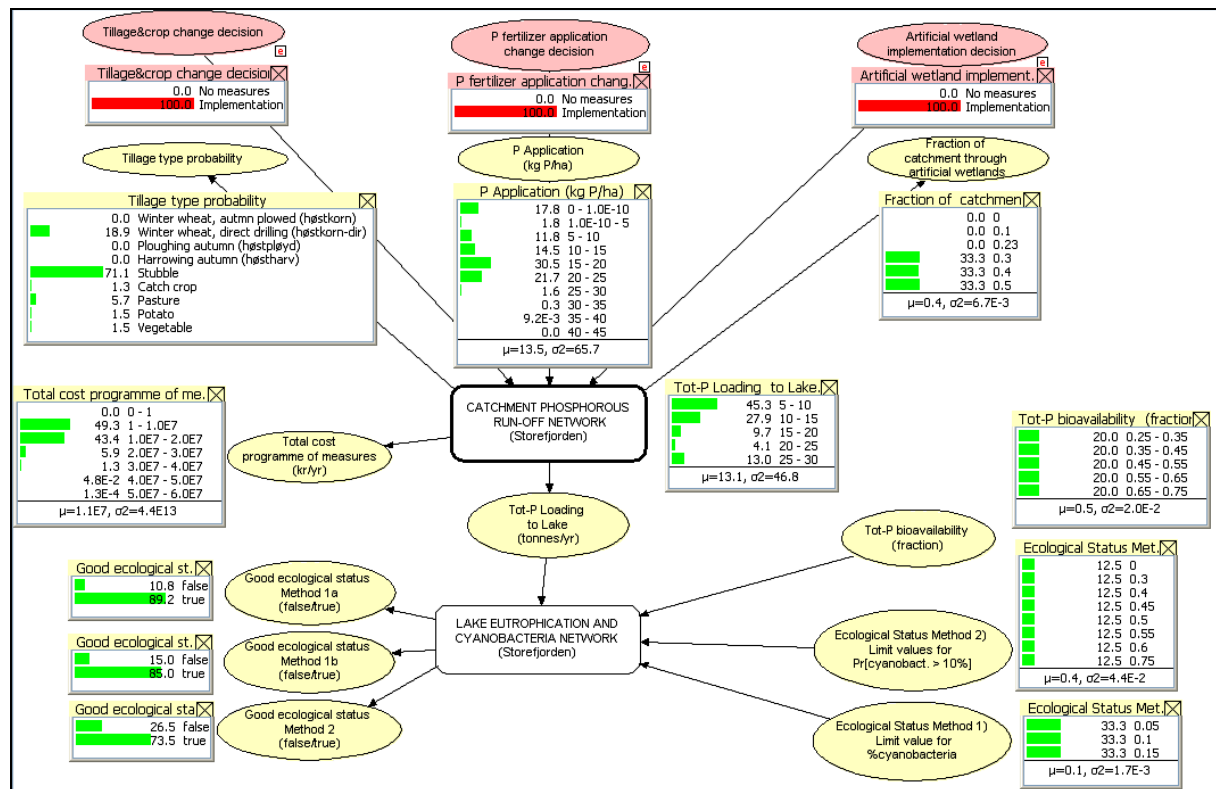 Tillage&crop change decision
e
Tillage&crop change decision
0.0 No measures
100.0 Implementation
P fertilizer application
change decision
e
P fertilizer application chang.
0.0 No measures
100.0 Implementation
Artificial wetland
implementation decision
e
Artificial wetland implement.
0.0 No measures
100.0 Implementation
Tillage type probability
Tillage type probability
0.0 Winter wheat, autmn plowed (høstkorn)
18.9 Winter wheat, direct drilling (høstkorn-dir)
0.0 Ploughing autumn (høstpløyd)
0.0 Harrowing autumn (høstharv)
71.1 Stubble
1.3 Catch crop
5.7 Pasture
1.5 Potato
1.5 Vegetable
P Application
(kg P/ha)
P Application (kg P/ha)
17.8 0 - 1.0E-10
1.8 1.0E-10 - 5
11.8 5 - 10
14.5 10 - 15
30.5 15 - 20
21.7 20 - 25
1.6 25 - 30
0.3 30 - 35
9.2E-3 35 - 40
0.0 40 - 45
μ=13.5, σ2=65.7
Fraction of
catchment through
artificial wetlands
Fraction of catchmen
0.0 0
0.0 0.1
0.0 0.23
33.3 0.3
33.3 0.4
33.3 0.5
μ=0.4, σ2=6.7E-3
Total cost programme of me.
0.0 0 - 1
49.3 1 - 1.0E7
43.4 1.0E7 - 2.0E7
5.9 2.0E7 - 3.0E7
1.3 3.0E7 - 4.0E7
4.8E-2 4.0E7 - 5.0E7
1.3E-4 5.0E7 - 6.0E7
μ=1.1E7, σ2=4.4E13
Total cost
programme of measures
(kr/yr)
CATCHMENT PHOSPHOROUS
RUN-OFF NETWORK
(Storefjorden)
Tot-P Loading to Lake.
45.3 5 - 10
27.9 10 - 15
9.7 15 - 20
4.1 20 - 25
13.0 25 - 30
μ=13.1, σ2=46.8
Tot-P bioavailability (fraction
20.0 0.25 - 0.35
20.0 0.35 - 0.45
20.0 0.45 - 0.55
20.0 0.55 - 0.65
20.0 0.65 - 0.75
μ=0.5, σ2=2.0E-2
Tot-P Loading
to Lake
(tonnes/yr)
Tot-P bioavailability
(fraction)
Good ecological st.
10.8 false
89.2 true
Good ecological status
Method 1a
(false/true)
Good ecological st.
15.0 false
85.0 true
Good ecological status
Method 1b
(false/true)
Good ecological sta
26.5 false
73.5 true
Good ecological status
Method 2
(false/true)
LAKE EUTROPHICATION AND
CYANOBACTERIA NETWORK
(Storefjorden)
Ecological Status Method 2)
Limit values for
Pr[cyanobact. > 10%]
Ecological Status Met.
12.5 0
12.5 0.3
12.5 0.4
12.5 0.45
12.5 0.5
12.5 0.55
12.5 0.6
12.5 0.75
μ=0.4, σ2=4.4E-2
Ecological Status Method 1)
Limit value for
%cyanobacteria
Ecological Status Met.
33.3 0.05
33.3 0.1
33.3 0.15
μ=0.1, σ2=1.7E-3